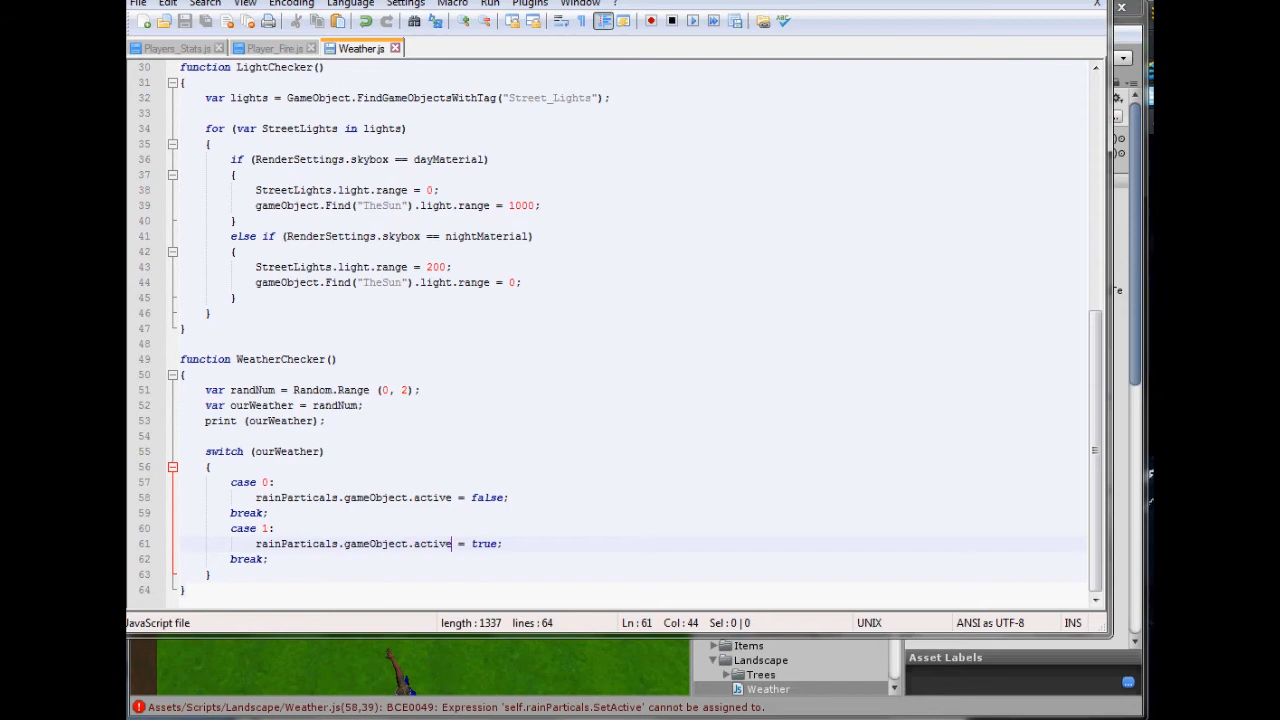 File Edit Search View Encoding Language Settings Macro Run Plugins Window ? X
Players_Stats.js Player_Fire.js Weather.js
30 function LightChecker()
31 {
32 var lights = GameObject.FindGameObjectsWithTag("Street_Lights");
33
34 for (var StreetLights in lights)
35 {
36 if (RenderSettings.skybox == dayMaterial)
37 {
38 StreetLights.light.range = 0;
39 gameObject.Find("TheSun").light.range = 1000;
40 }
41 else if (RenderSettings.skybox == nightMaterial)
42 {
43 StreetLights.light.range = 200;
44 gameObject.Find("TheSun").light.range = 0;
45 }
46 }
47 }
48
49 function WeatherChecker()
50 {
51 var randNum = Random.Range (0, 2);
52 var ourWeather = randNum;
53 print (ourWeather);
54
55 switch (ourWeather)
56 {
57 case 0:
58 rainParticals.gameObject.active = false;
59 break;
60 case 1:
61 rainParticals.gameObject.active = true;
62 break;
63 }
64 }
JavaScript file length : 1337 lines : 64 Ln : 61 Col : 44 Sel : 0 | 0 UNIX ANSI as UTF-8 INS
Items
Landscape
Trees
Weather
Asset Labels
Assets/Scripts/Landscape/Weather.js(58,39): BCE0049: Expression 'self.rainParticals.SetActive' cannot be assigned to.